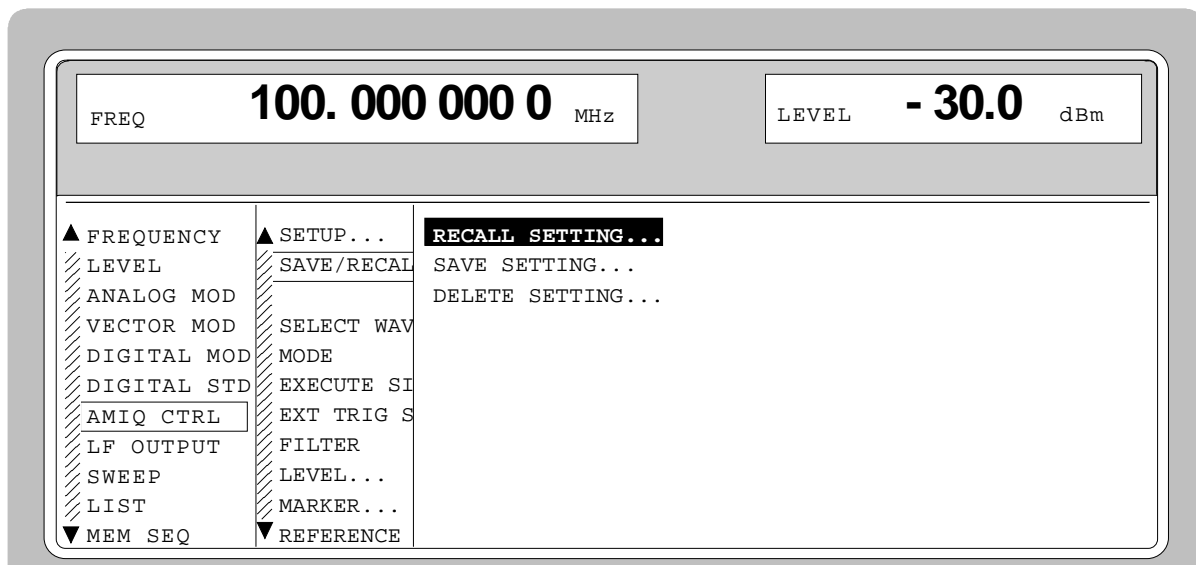 FREQ 100. 000 000 0 MHz
LEVEL - 30.0 dBm
FREQUENCY
LEVEL
ANALOG MOD
VECTOR MOD
DIGITAL MOD
DIGITAL STD
AMIQ CTRL
LF OUTPUT
SWEEP
LIST
MEM SEQ
SETUP...
SAVE/RECAL
SELECT WAV
MODE
EXECUTE SI
EXT TRIG S
FILTER
LEVEL...
MARKER...
REFERENCE
RECALL SETTING...
SAVE SETTING...
DELETE SETTING...